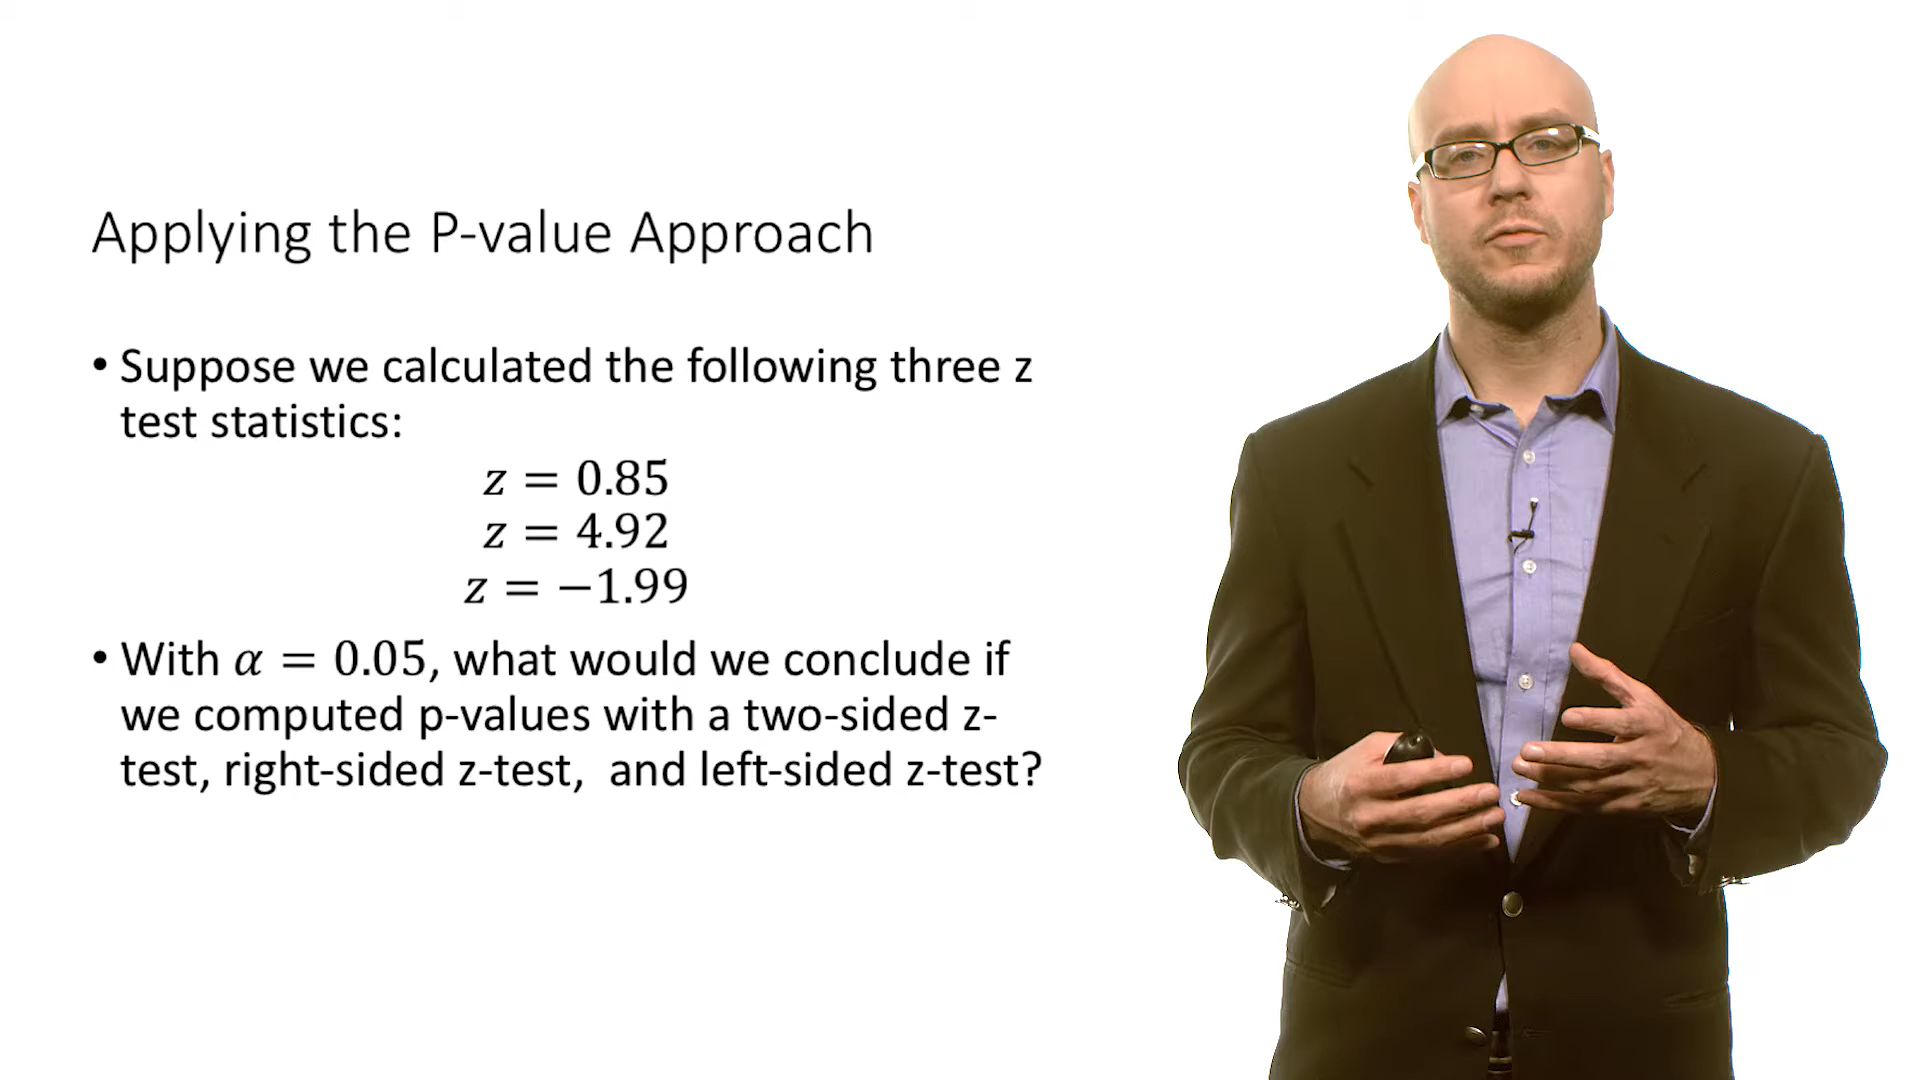 Applying the P-value Approach
• Suppose we calculated the following three z
test statistics:
z = 0.85
z = 4.92
z = −1.99
• With α = 0.05, what would we conclude if
we computed p-values with a two-sided z-
test, right-sided z-test,  and left-sided z-test?